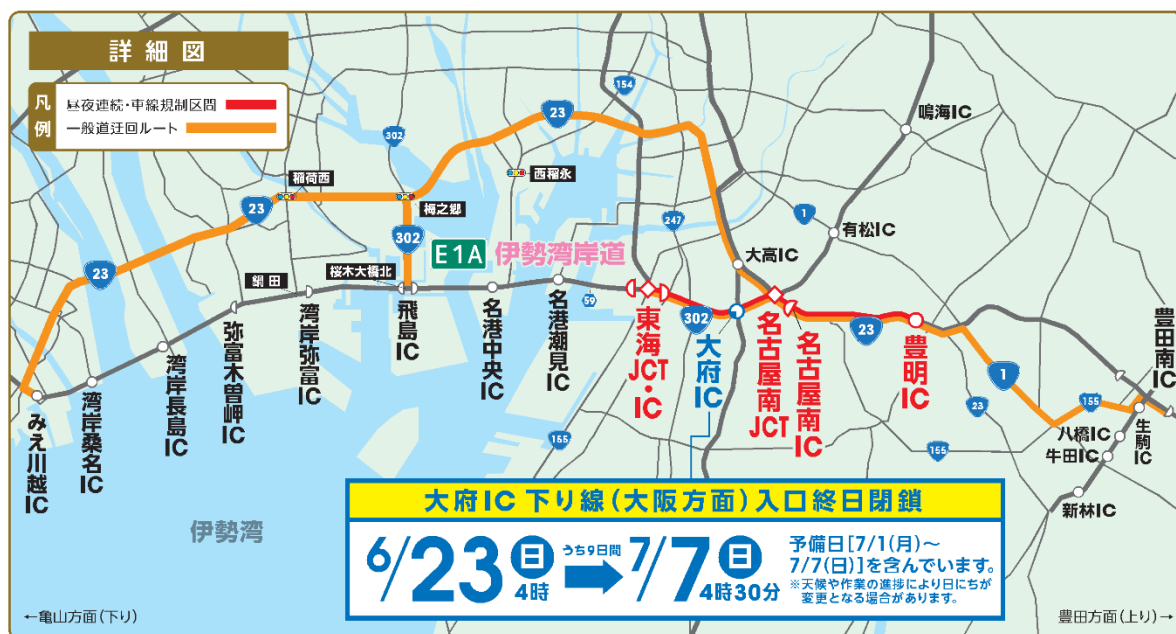 詳細図
凡例
昼夜連続・車線規制区間
一般道迂回ルート
154
23
鳴海IC
302
西稲永
稲荷西
梅之郷
23
1
247
有松IC
302
E1A
伊勢湾岸道
大高IC
23
桜木大橋北
鍋田
59
飛島IC
名港中央IC
名港潮見IC
東海JCT・IC
302
大府IC
名古屋南JCT
名古屋南IC
23
豊明IC
豊田南IC
湾岸弥富IC
弥富木曽岬IC
湾岸長島IC
湾岸桑名IC
みえ川越IC
1
23
155
生駒IC
八橋IC
牛田IC
155
155
新林IC
伊勢湾
大府IC 下り線(大阪方面)入口終日閉鎖
6/23日4時
うち9日間
7/7日4時30分
予備日[7/1(月)～
7/7(日)]を含んでいます。
※天候や作業の進捗により日にちが
変更となる場合があります。
←亀山方面(下り)
豊田方面(上り)→